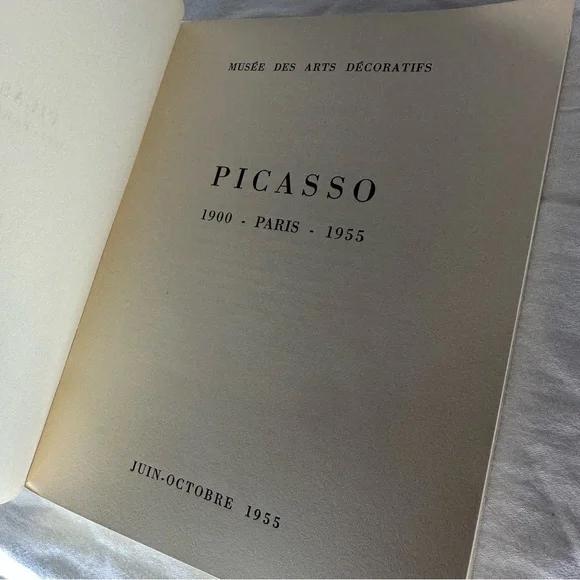 MUSÉE DES ARTS DÉCORATIFS
PICASSO
1900 - PARIS - 1955
JUIN-OCTOBRE 1955